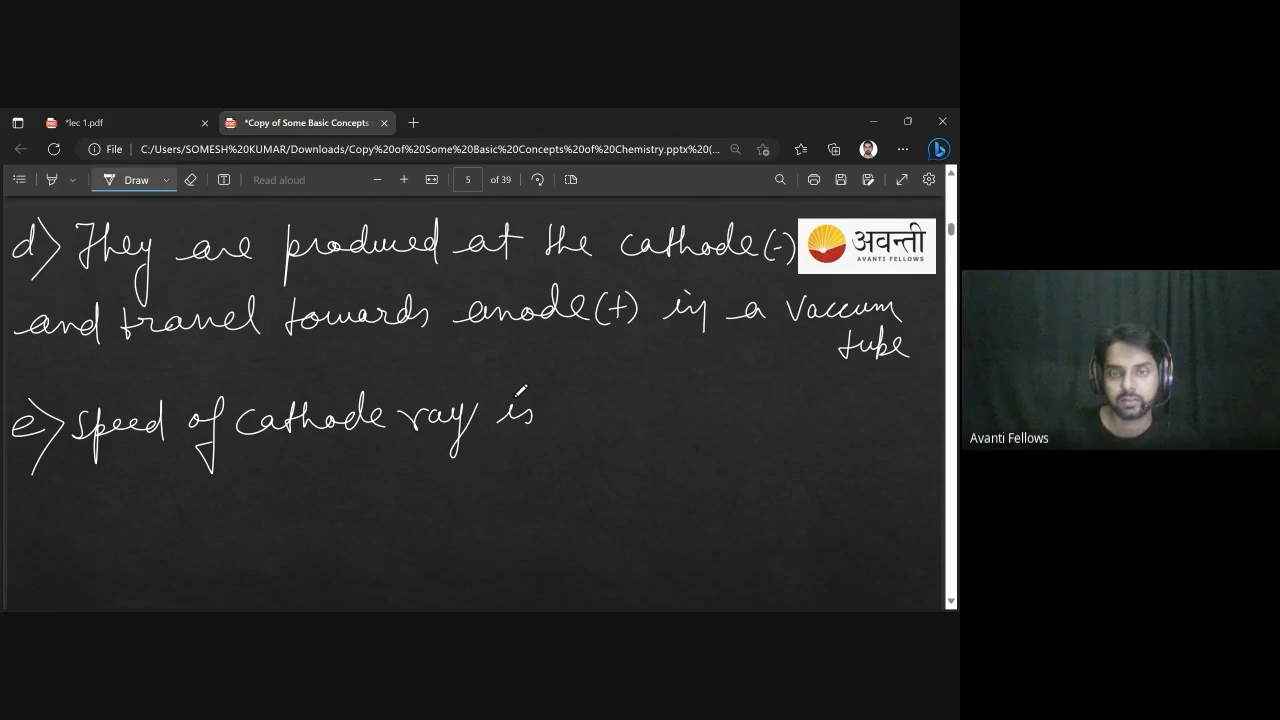 *lec 1.pdf
*Copy of Some Basic Concepts
File C:/Users/SOMESH%20KUMAR/Downloads/Copy%20of%20Some%20Basic%20Concepts%20of%20Chemistry.pptx%20(...
Draw Read aloud 5 of 39
d) They are produced at the cathode(-)
अवन्ती
AVANTI FELLOWS
and travel towards anode(+) in a vaccum
tube
e) speed of cathode ray is
Avanti Fellows